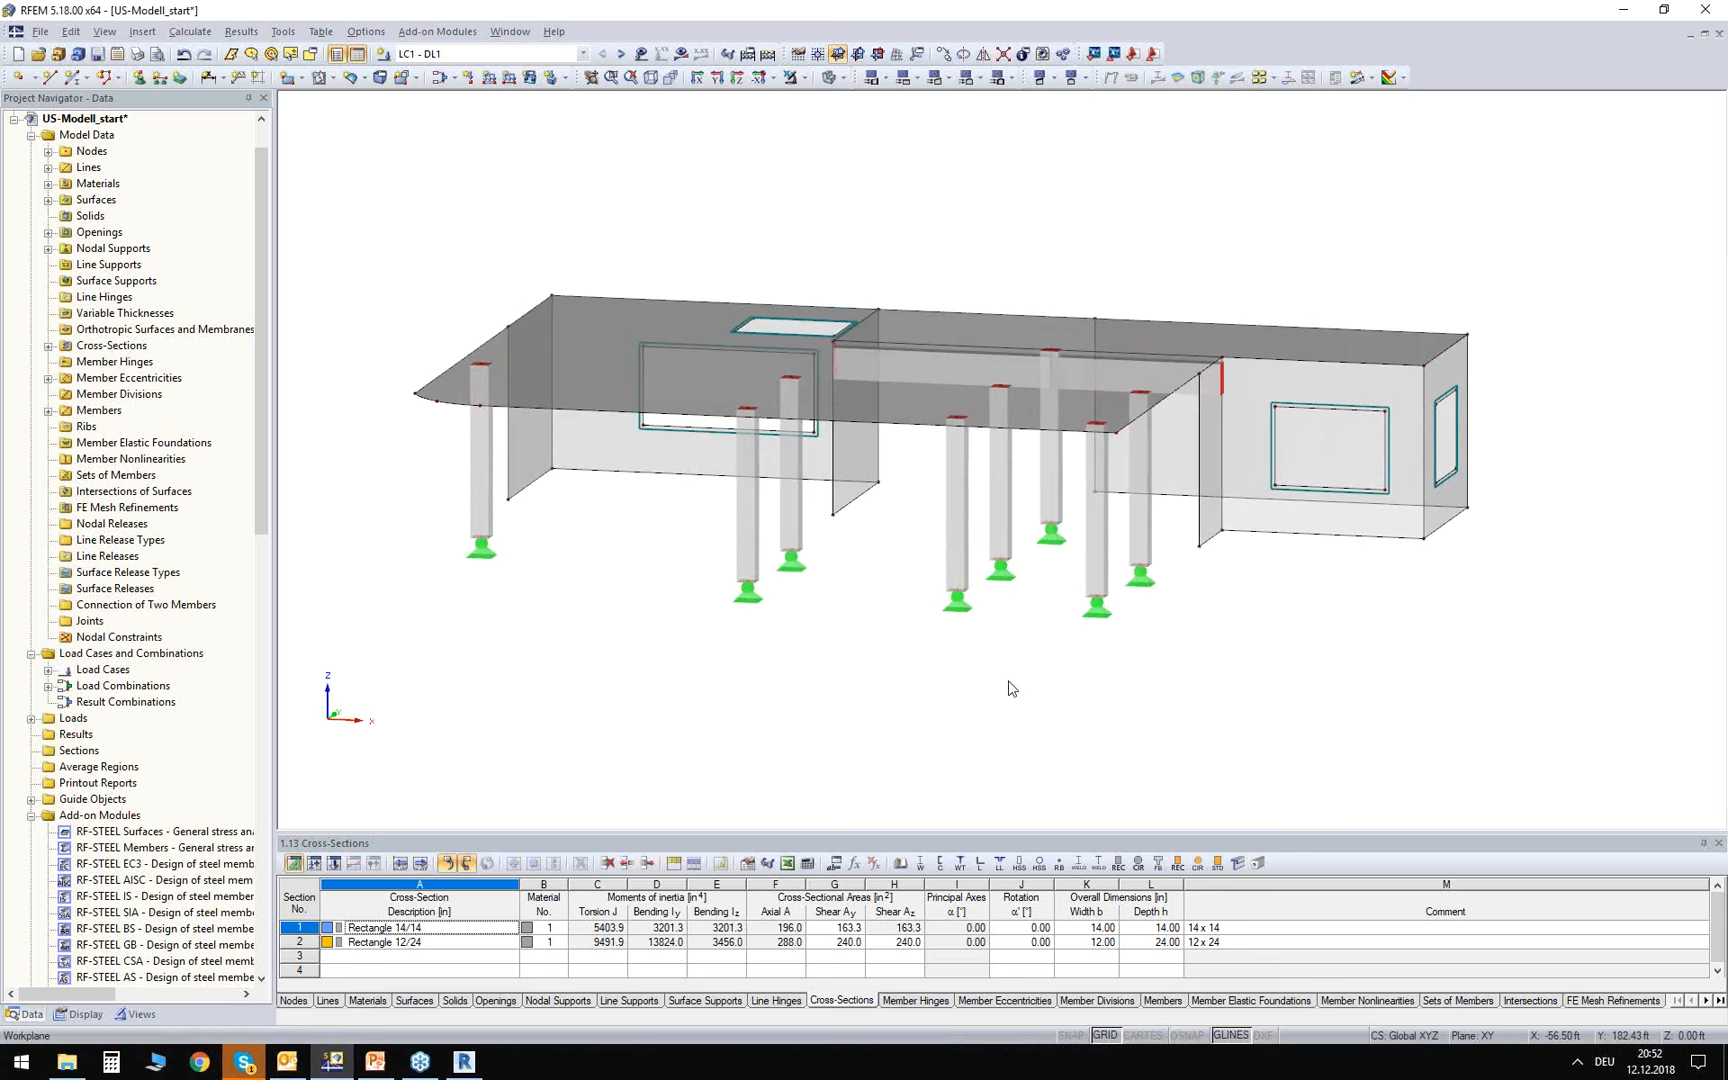 RFEM 5.18.00 x64 - [US-Modell_start*]
File Edit View Insert Calculate Results Tools Table Options Add-on Modules Window Help
LC1 - DL1
Project Navigator - Data
US-Modell_start*
Model Data
Nodes
Lines
Materials
Surfaces
Solids
Openings
Nodal Supports
Line Supports
Surface Supports
Line Hinges
Variable Thicknesses
Orthotropic Surfaces and Membranes
Cross-Sections
Member Hinges
Member Eccentricities
Member Divisions
Members
Ribs
Member Elastic Foundations
Member Nonlinearities
Sets of Members
Intersections of Surfaces
FE Mesh Refinements
Nodal Releases
Line Release Types
Line Releases
Surface Release Types
Surface Releases
Connection of Two Members
Joints
Nodal Constraints
Load Cases and Combinations
Load Cases
Load Combinations
Result Combinations
Loads
Results
Sections
Average Regions
Printout Reports
Guide Objects
Add-on Modules
RF-STEEL Surfaces - General stress an
RF-STEEL Members - General stress a
RF-STEEL EC3 - Design of steel memb
RF-STEEL AISC - Design of steel mem
RF-STEEL IS - Design of steel membe
RF-STEEL SIA - Design of steel membe
RF-STEEL BS - Design of steel membe
RF-STEEL GB - Design of steel membe
RF-STEEL CSA - Design of steel memb
RF-STEEL AS - Design of steel membe
Data Display Views
Z
Y
X
1.13 Cross-Sections
A B C D E F G H I J K L M
Section Cross-Section Material Moments of inertia [in4] Cross-Sectional Areas [in2] Principal Axes Rotation Overall Dimensions [in]
No. Description [in] No. Torsion J Bending Iy Bending Iz Axial A Shear Ay Shear Az α [°] α' [°] Width b Depth h Comment
1 Rectangle 14/14 1 5403.9 3201.3 3201.3 196.0 163.3 163.3 0.00 0.00 14.00 14.00 14 x 14
2 Rectangle 12/24 1 9491.9 13824.0 3456.0 288.0 240.0 240.0 0.00 0.00 12.00 24.00 12 x 24
3
4
Nodes Lines Materials Surfaces Solids Openings Nodal Supports Line Supports Surface Supports Line Hinges Cross-Sections Member Hinges Member Eccentricities Member Divisions Members Member Elastic Foundations Member Nonlinearities Sets of Members Intersections FE Mesh Refinements
Workplane SNAP GRID CARTES OSNAP GLINES DXF CS: Global XYZ Plane: XY X: -56.50 ft Y: 182.43 ft Z: 0.00 ft
DEU 20:52
12.12.2018